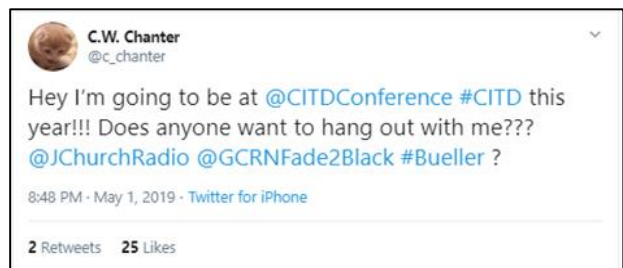 C.W. Chanter
@c_chanter
Hey I'm going to be at @CITDConference #CITD this
year!!! Does anyone want to hang out with me???
@JChurchRadio @GCRNFade2Black #Bueller ?
8:48 PM · May 1, 2019 · Twitter for iPhone
2 Retweets 25 Likes